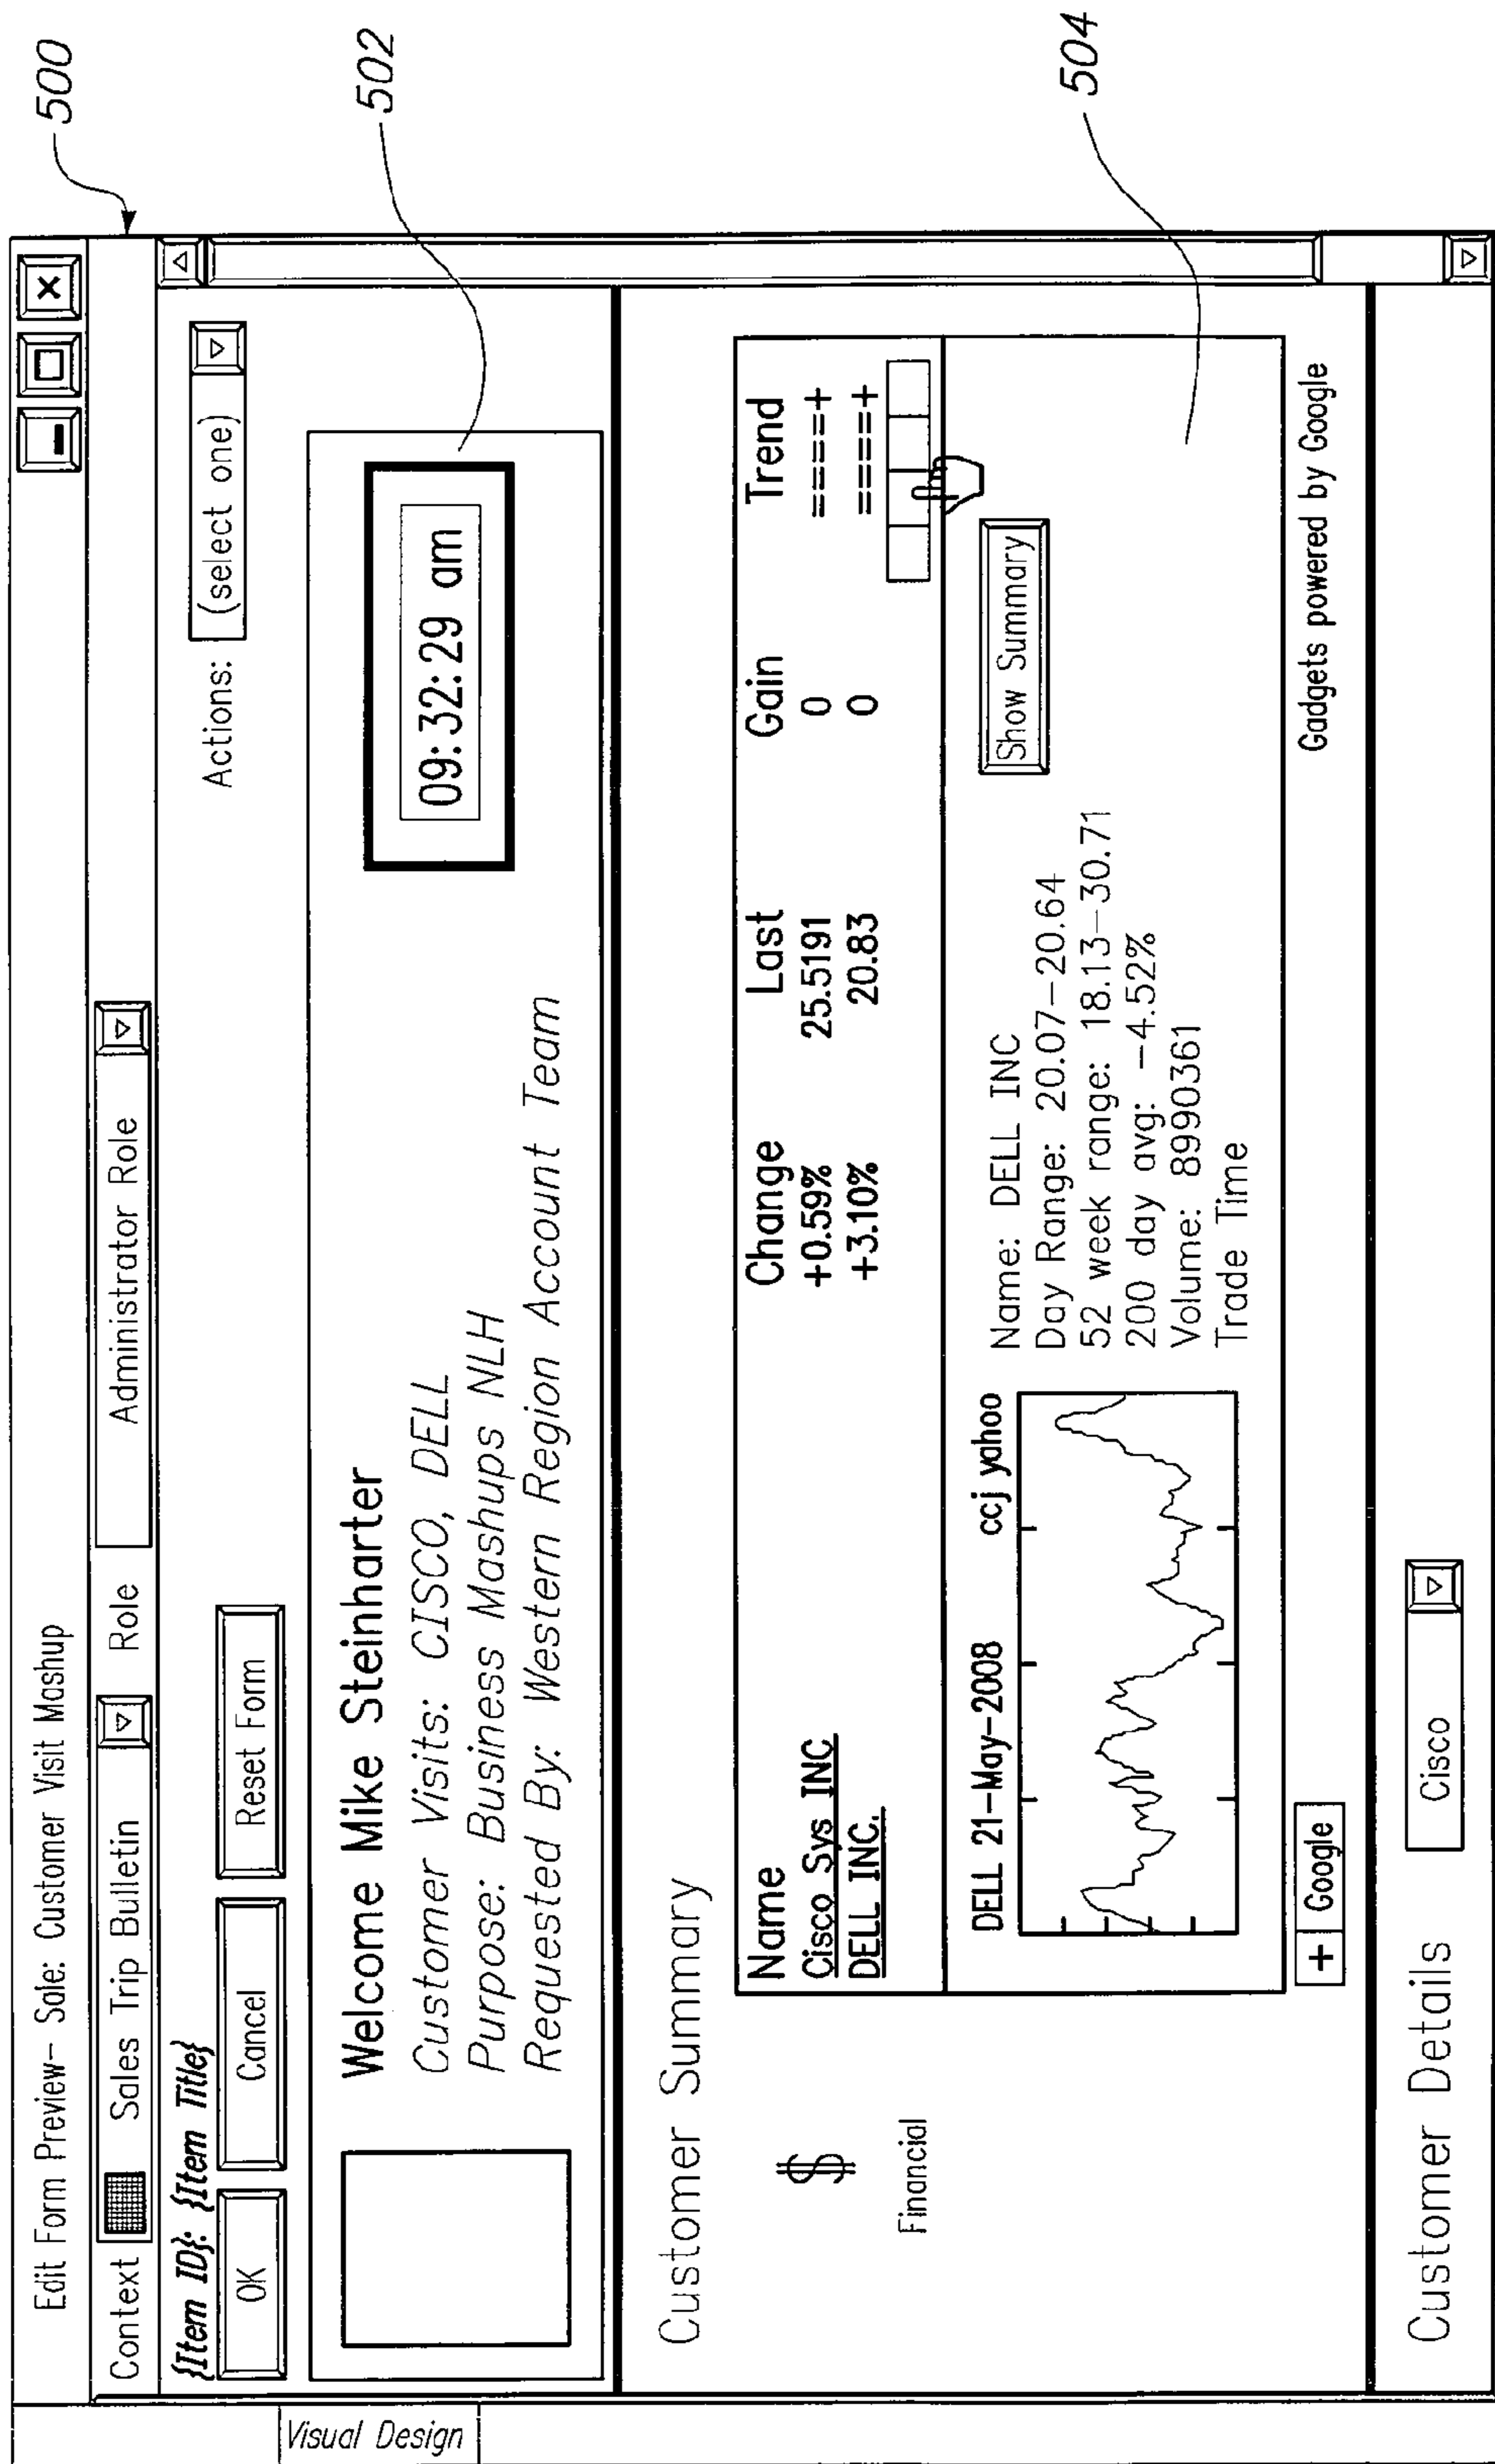 500
Edit Form Preview- Sale: Customer Visit Mashup
Context Sales Trip Bulletin Role Administrator Role
{Item ID}: {Item Title}
OK Cancel Reset Form Actions: (select one)
Visual Design
502
Welcome Mike Steinharter
Customer Visits: CISCO, DELL
Purpose: Business Mashups NLH
Requested By: Western Region Account Team
09:32:29 am
Customer Summary
$
Financial
Name Change Last Gain Trend
Cisco Sys INC +0.59% 25.5191 0 =====+
DELL INC. +3.10% 20.83 0 =====+
DELL 21-May-2008 ccj yahoo
Name: DELL INC
Day Range: 20.07-20.64
52 week range: 18.13-30.71
200 day avg: -4.52%
Volume: 8990361
Trade Time
Show Summary
504
+ Google
Gadgets powered by Google
Customer Details Cisco